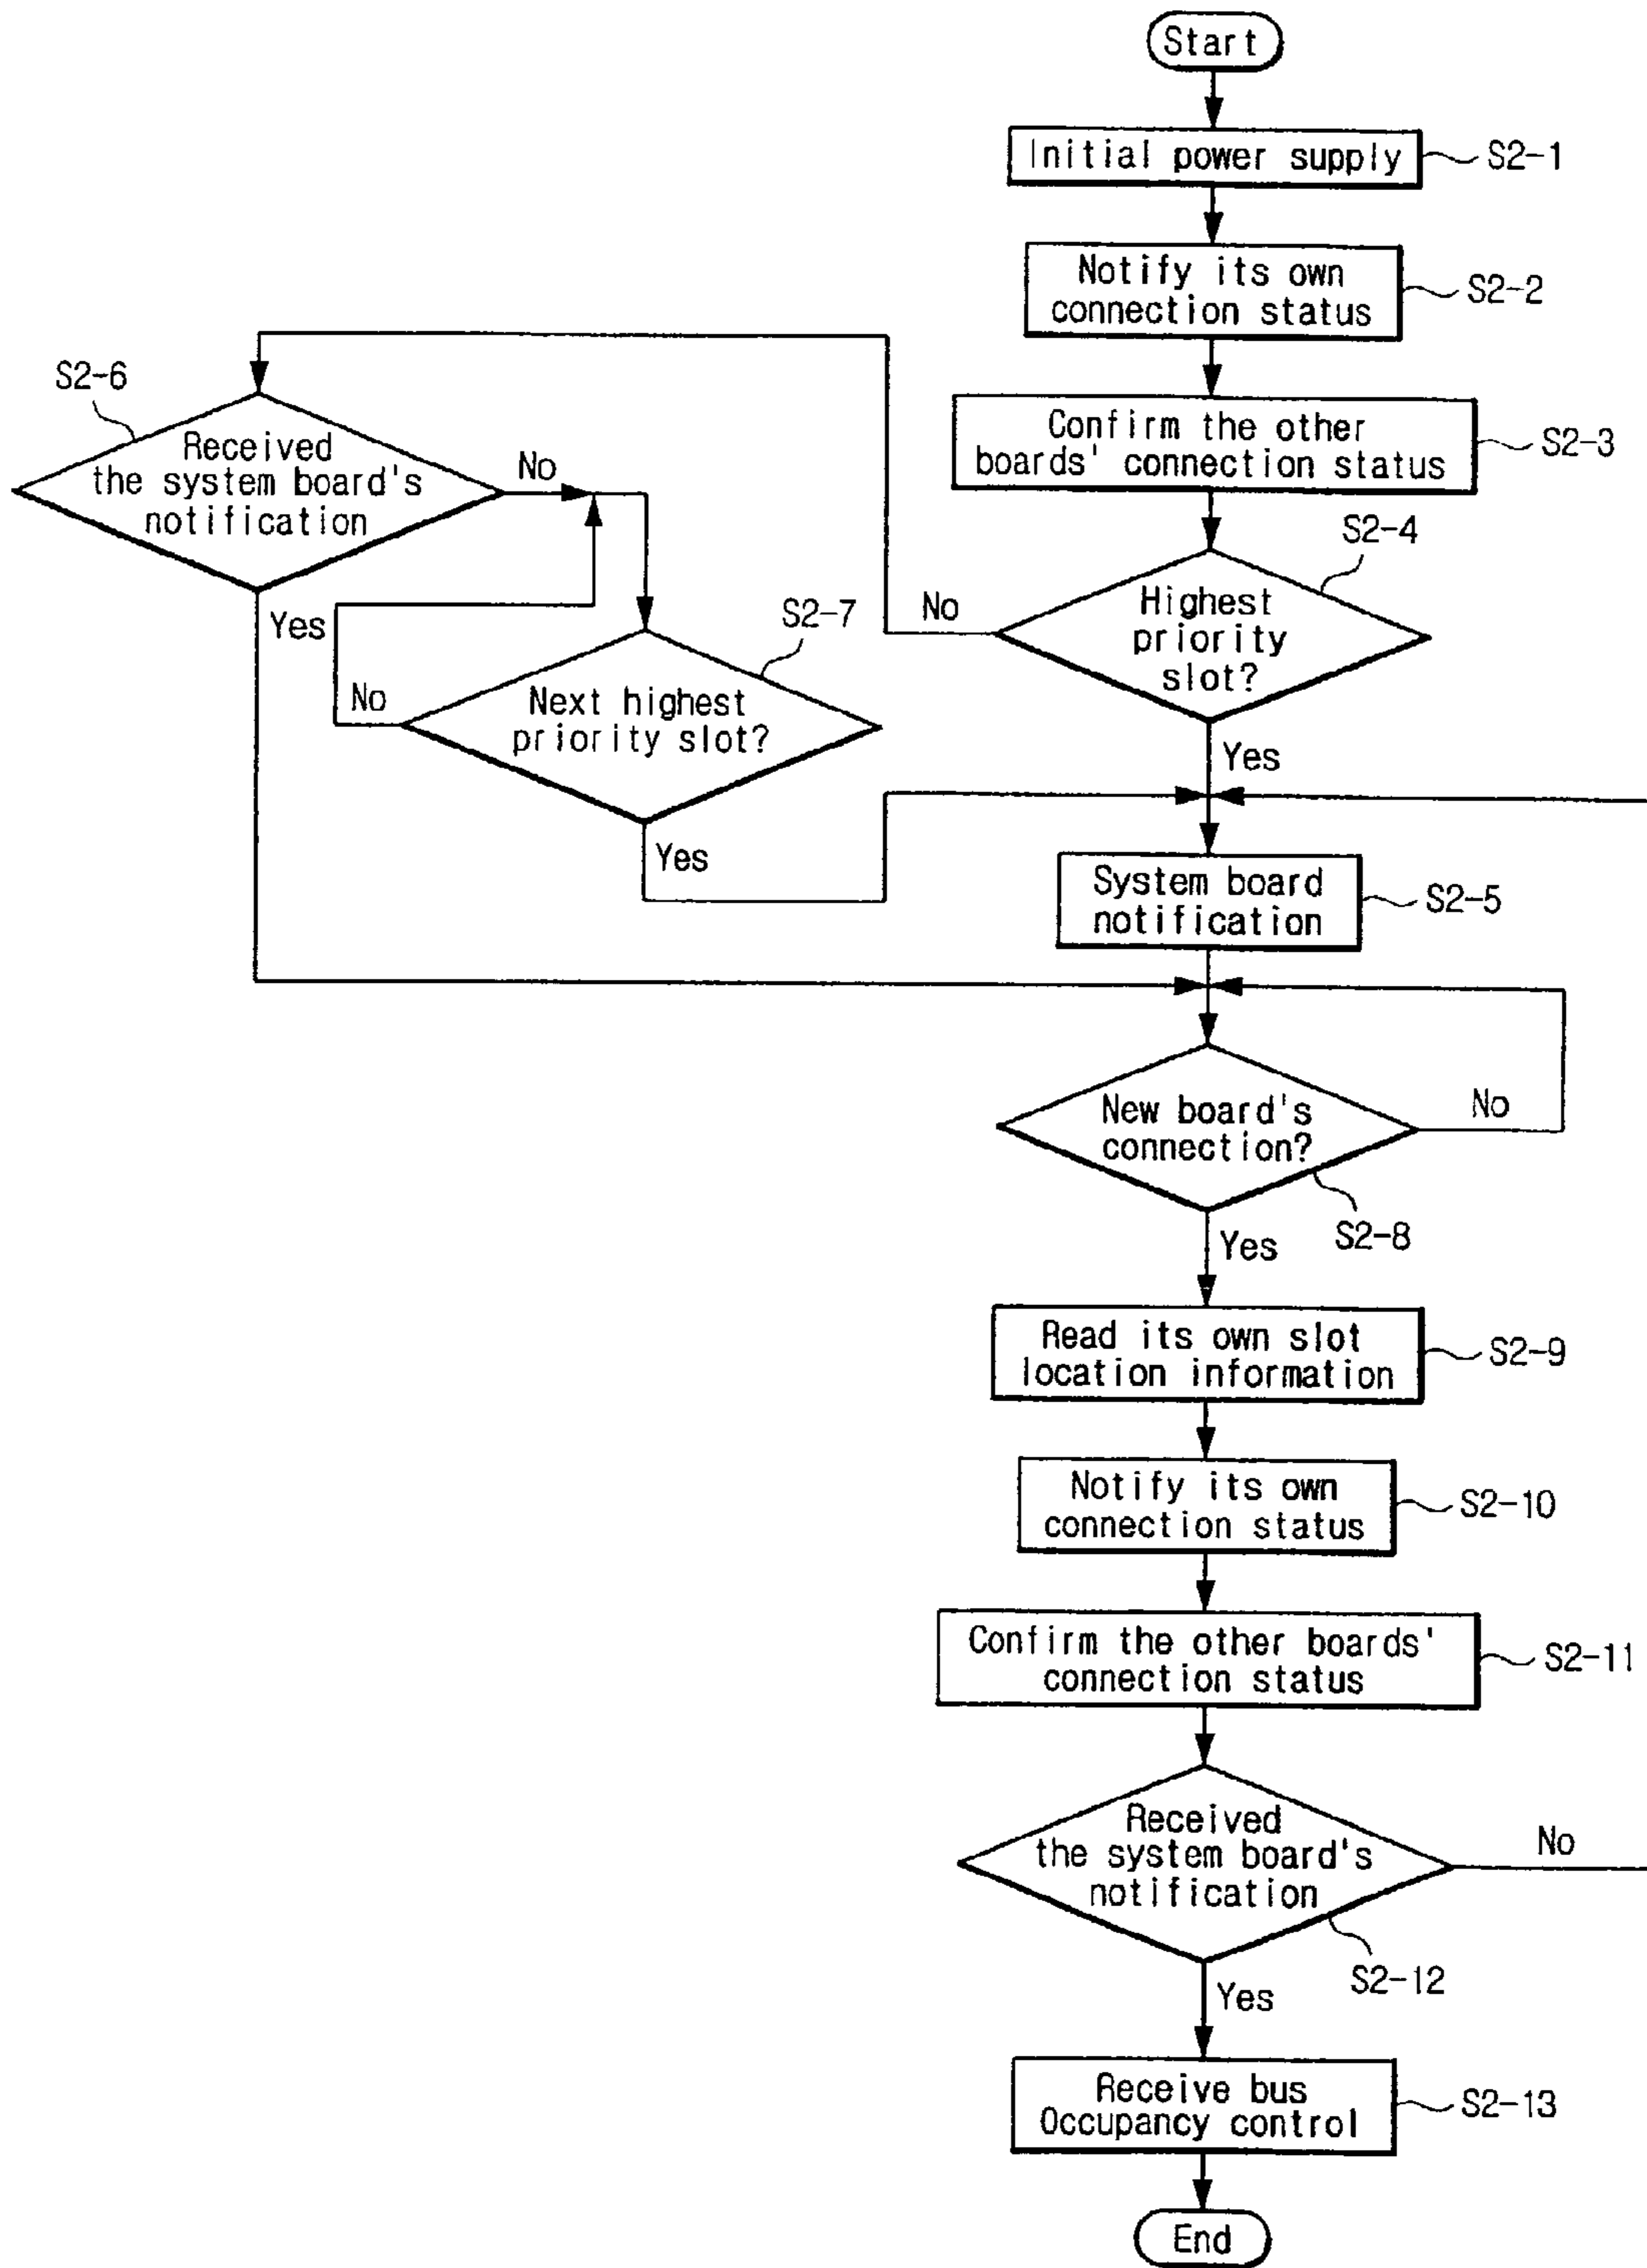 Start
Initial power supply
S2-1
Notify its own
connection status
S2-2
Confirm the other
boards' connection status
S2-3
S2-4
Highest
priority
slot?
No
Yes
S2-6
Received
the system board's
notification
No
Yes
S2-7
Next highest
priority slot?
No
Yes
System board
notification
S2-5
New board's
connection?
No
S2-8
Yes
Read its own slot
location information
S2-9
Notify its own
connection status
S2-10
Confirm the other boards'
connection status
S2-11
Received
the system board's
notification
No
S2-12
Yes
Receive bus
Occupancy control
S2-13
End